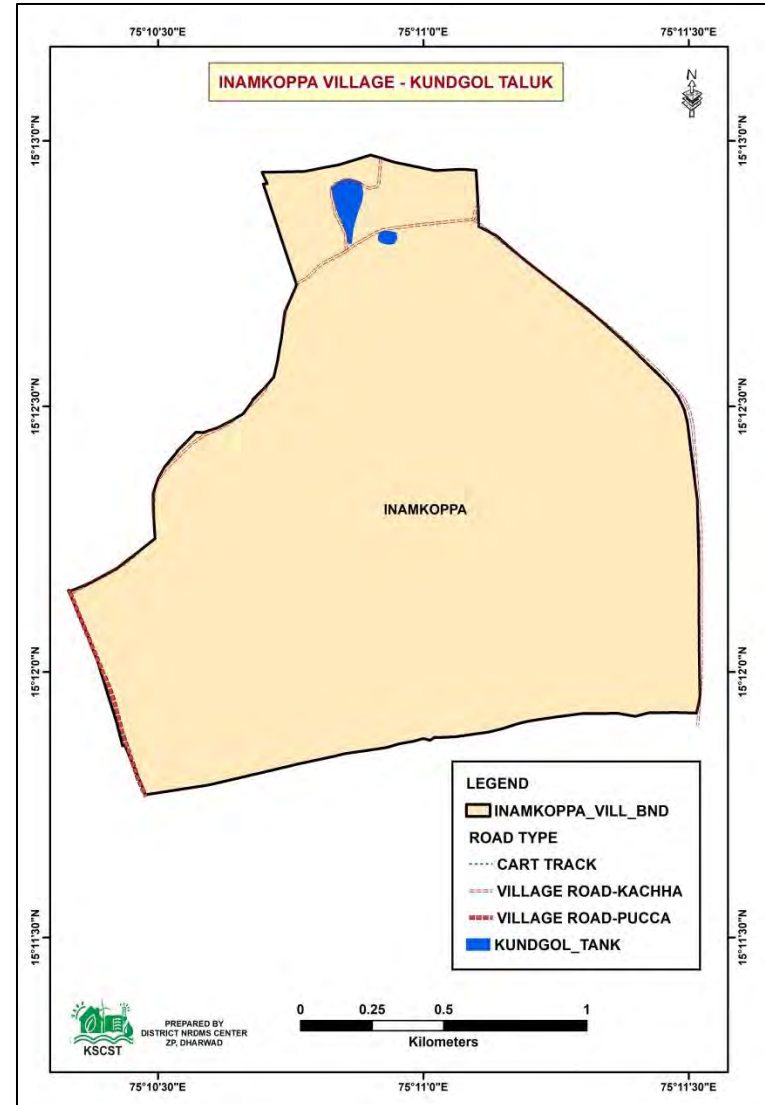 75°10'30"E
75°11'0"E
75°11'30"E
INAMKOPPA VILLAGE - KUNDGOL TALUK
N
15°13'0"N
15°13'0"N
15°12'30"N
15°12'30"N
INAMKOPPA
15°12'0"N
15°12'0"N
LEGEND
INAMKOPPA_VILL_BND
ROAD TYPE
CART TRACK
VILLAGE ROAD-KACHHA
VILLAGE ROAD-PUCCA
KUNDGOL_TANK
15°11'30"N
15°11'30"N
KSCST
PREPARED BY
DISTRICT NRDMS CENTER
ZP, DHARWAD
0 0.25 0.5 1
Kilometers
75°10'30"E
75°11'0"E
75°11'30"E